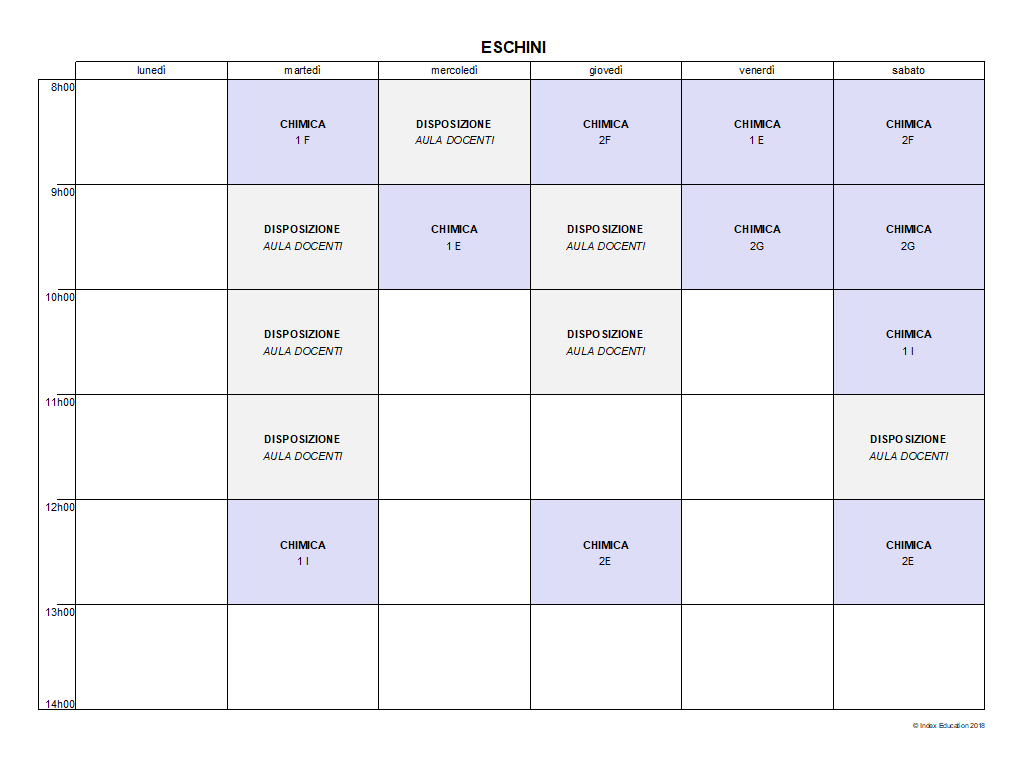 ESCHINI
lunedì martedì mercoledì giovedì venerdì sabato
8h00
CHIMICA DISPOSIZIONE CHIMICA CHIMICA CHIMICA
1 F AULA DOCENTI 2F 1 E 2F
9h00
DISPOSIZIONE CHIMICA DISPOSIZIONE CHIMICA CHIMICA
AULA DOCENTI 1 E AULA DOCENTI 2G 2G
10h00
DISPOSIZIONE DISPOSIZIONE CHIMICA
AULA DOCENTI AULA DOCENTI 1 I
11h00
DISPOSIZIONE DISPOSIZIONE
AULA DOCENTI AULA DOCENTI
12h00
CHIMICA CHIMICA CHIMICA
1 I 2E 2E
13h00
14h00
© Index Education 2018